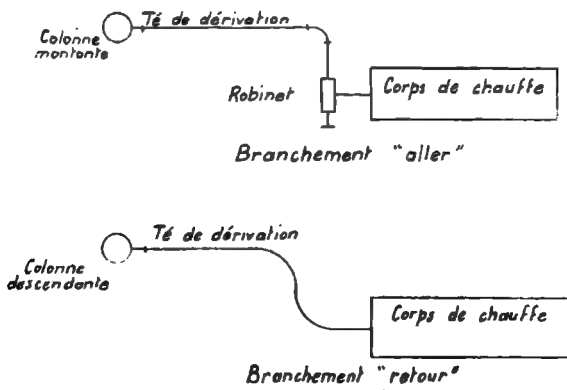 Té de dérivation
Colonne
montante
Robinet
Corps de chauffe
Branchement "aller"
Té de dérivation
Colonne
descendante
Corps de chauffe
Branchement "retour"